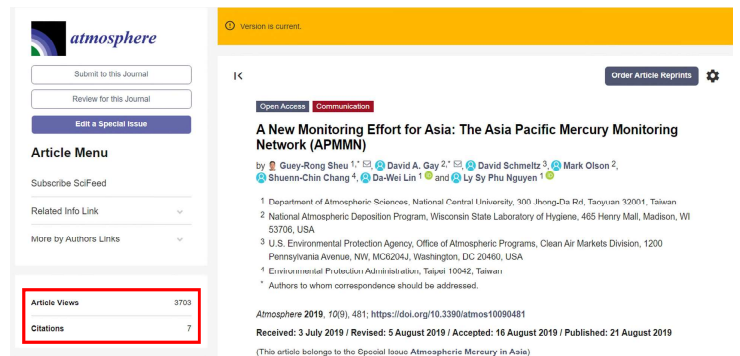 atmosphere
Submit to this Journal
Review for this Journal
Edit a Special Issue
Article Menu
Subscribe SciFeed
Related Info Link
More by Authors Links
Article Views 3703
Citations 7
Version is current.
Order Article Reprints
Open Access Communication
A New Monitoring Effort for Asia: The Asia Pacific Mercury Monitoring
Network (APMMN)
by Guey-Rong Sheu 1,* , David A. Gay 2,* , David Schmeltz 3, Mark Olson 2,
Shuenn-Chin Chang 4, Da-Wei Lin 1 and Ly Sy Phu Nguyen 1
1 Department of Atmospheric Sciences, National Central University, 300 Jhong-Da Rd, Taoyuan 32001, Taiwan
2 National Atmospheric Deposition Program, Wisconsin State Laboratory of Hygiene, 465 Henry Mall, Madison, WI
53706, USA
3 U.S. Environmental Protection Agency, Office of Atmospheric Programs, Clean Air Markets Division, 1200
Pennsylvania Avenue, NW, MC6204J, Washington, DC 20460, USA
4 Environmental Protection Administration, Taipei 10042, Taiwan
* Authors to whom correspondence should be addressed.
Atmosphere 2019, 10(9), 481; https://doi.org/10.3390/atmos10090481
Received: 3 July 2019 / Revised: 5 August 2019 / Accepted: 16 August 2019 / Published: 21 August 2019
(This article belongs to the Special Issue Atmospheric Mercury in Asia)